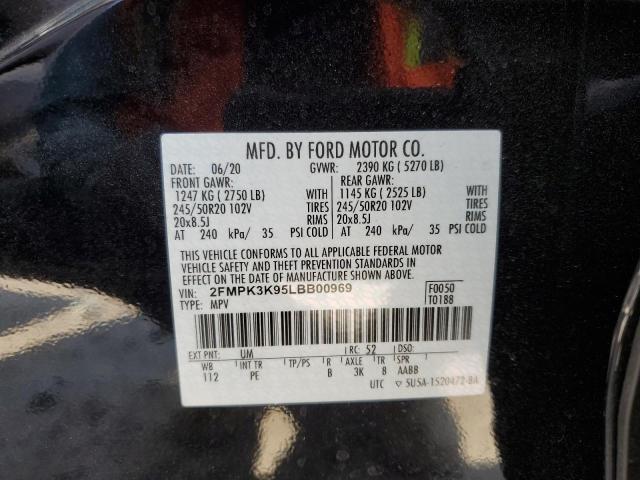 MFD. BY FORD MOTOR CO.
DATE: 06/20 GVWR: 2390 KG ( 5270 LB)
FRONT GAWR: REAR GAWR:
1247 KG ( 2750 LB) WITH 1145 KG ( 2525 LB) WITH
245/50R20 102V TIRES 245/50R20 102V TIRES
20x8.5J RIMS 20x8.5J RIMS
AT 240 kPa/ 35 PSI COLD AT 240 kPa/ 35 PSI COLD
THIS VEHICLE CONFORMS TO ALL APPLICABLE FEDERAL MOTOR
VEHICLE SAFETY AND BUMPER STANDARDS IN
EFFECT ON THE DATE OF MANUFACTURE SHOWN ABOVE.
VIN: 2FMPK3K95LBB00969 F0050
TYPE: MPV T0188
EXT PNT: UM RC: 52 DSO:
WB INT TR TP/PS R AXLE TR SPR
112 PE B 3K 8 AABB
UTC ▽ 5U5A-1520472-BA